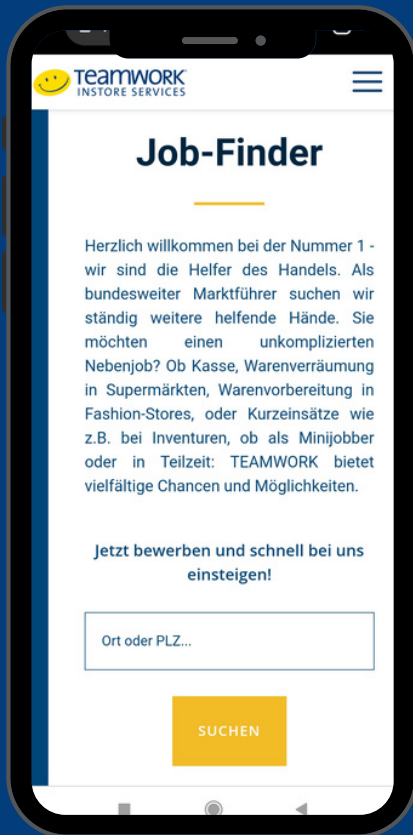 TEAMWORK
INSTORE SERVICES
Job-Finder
Herzlich willkommen bei der Nummer 1 -
wir sind die Helfer des Handels. Als
bundesweiter Marktführer suchen wir
ständig weitere helfende Hände. Sie
möchten einen unkomplizierten
Nebenjob? Ob Kasse, Warenverräumung
in Supermärkten, Warenvorbereitung in
Fashion-Stores, oder Kurzeinsätze wie
z.B. bei Inventuren, ob als Minijobber
oder in Teilzeit: TEAMWORK bietet
vielfältige Chancen und Möglichkeiten.
Jetzt bewerben und schnell bei uns
einsteigen!
Ort oder PLZ...
SUCHEN